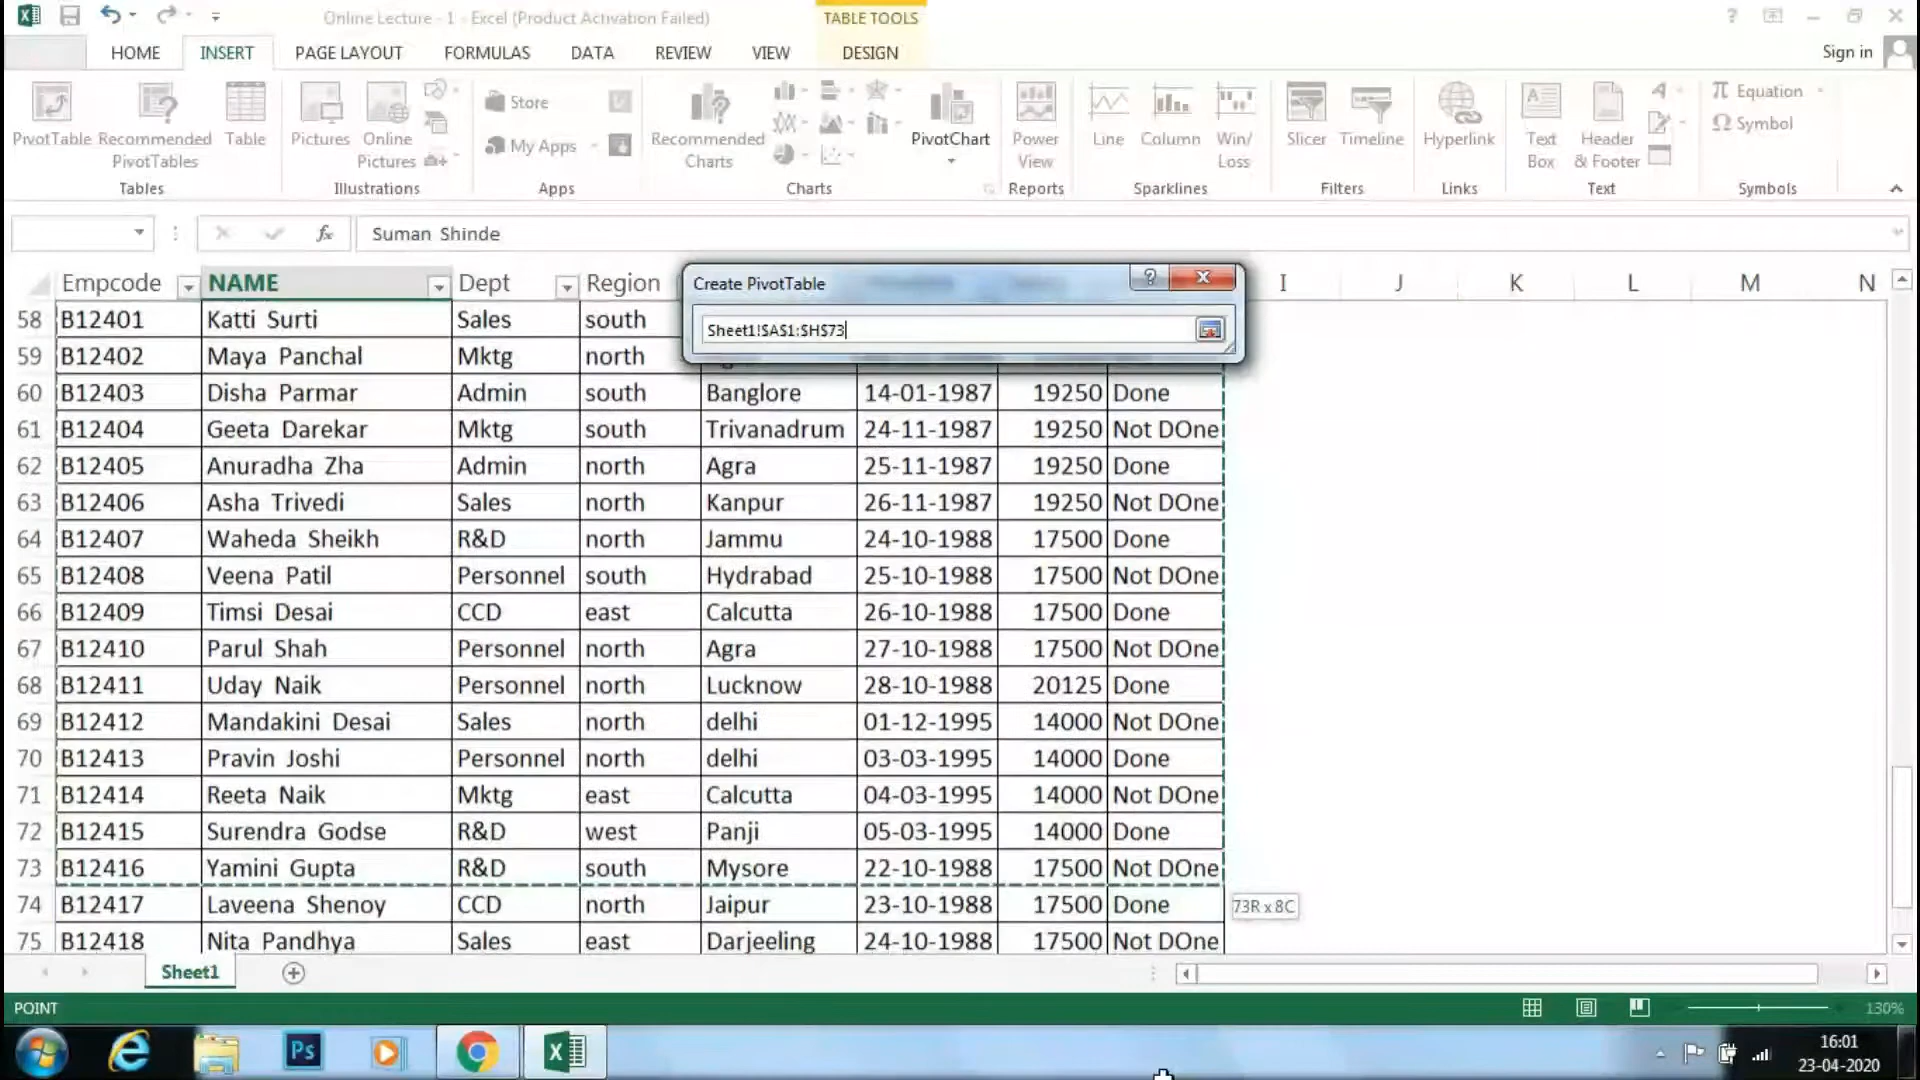 Online Lecture - 1 - Excel (Product Activation Failed)
TABLE TOOLS
HOME INSERT PAGE LAYOUT FORMULAS DATA REVIEW VIEW DESIGN Sign in
PivotTable Recommended PivotTables Table Pictures Online Pictures Store My Apps Recommended Charts PivotChart Power View Line Column Win/Loss Slicer Timeline Hyperlink Text Box Header & Footer Equation Symbol
Tables Illustrations Apps Charts Reports Sparklines Filters Links Text Symbols
fx Suman Shinde
Empcode NAME Dept Region I J K L M N
Create PivotTable
Sheet1!$A$1:$H$73
58 B12401 Katti Surti Sales south
59 B12402 Maya Panchal Mktg north
60 B12403 Disha Parmar Admin south Banglore 14-01-1987 19250 Done
61 B12404 Geeta Darekar Mktg south Trivanadrum 24-11-1987 19250 Not DOne
62 B12405 Anuradha Zha Admin north Agra 25-11-1987 19250 Done
63 B12406 Asha Trivedi Sales north Kanpur 26-11-1987 19250 Not DOne
64 B12407 Waheda Sheikh R&D north Jammu 24-10-1988 17500 Done
65 B12408 Veena Patil Personnel south Hydrabad 25-10-1988 17500 Not DOne
66 B12409 Timsi Desai CCD east Calcutta 26-10-1988 17500 Done
67 B12410 Parul Shah Personnel north Agra 27-10-1988 17500 Not DOne
68 B12411 Uday Naik Personnel north Lucknow 28-10-1988 20125 Done
69 B12412 Mandakini Desai Sales north delhi 01-12-1995 14000 Not DOne
70 B12413 Pravin Joshi Personnel north delhi 03-03-1995 14000 Done
71 B12414 Reeta Naik Mktg east Calcutta 04-03-1995 14000 Not DOne
72 B12415 Surendra Godse R&D west Panji 05-03-1995 14000 Done
73 B12416 Yamini Gupta R&D south Mysore 22-10-1988 17500 Not DOne
74 B12417 Laveena Shenoy CCD north Jaipur 23-10-1988 17500 Done 73R x 8C
75 B12418 Nita Pandhya Sales east Darjeeling 24-10-1988 17500 Not DOne
Sheet1
POINT 130%
Ps
16:01
23-04-2020